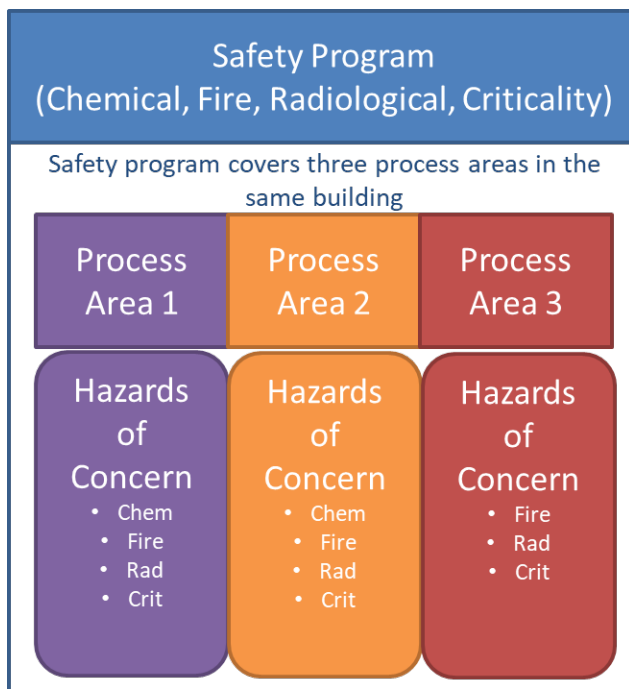 Safety Program
(Chemical, Fire, Radiological, Criticality)
Safety program covers three process areas in the
same building
Process
Area 1
Process
Area 2
Process
Area 3
Hazards
of
Concern
• Chem
• Fire
• Rad
• Crit
Hazards
of
Concern
• Chem
• Fire
• Rad
• Crit
Hazards
of
Concern
• Fire
• Rad
• Crit